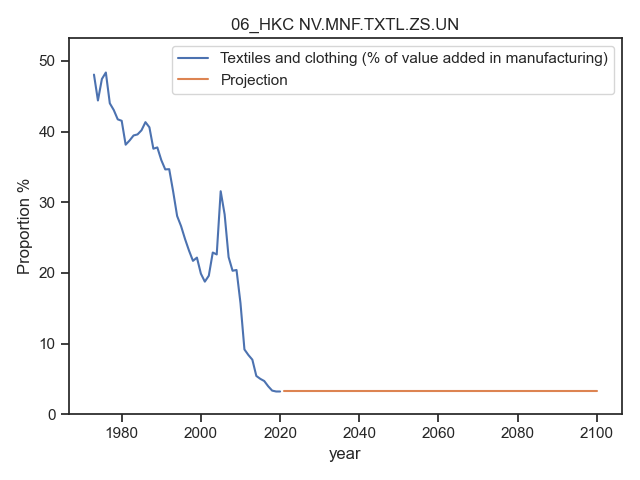 06_HKC NV.MNF.TXTL.ZS.UN
Textiles and clothing (% of value added in manufacturing)
Projection
Proportion %
50
40
30
20
10
0
1980 2000 2020 2040 2060 2080 2100
year